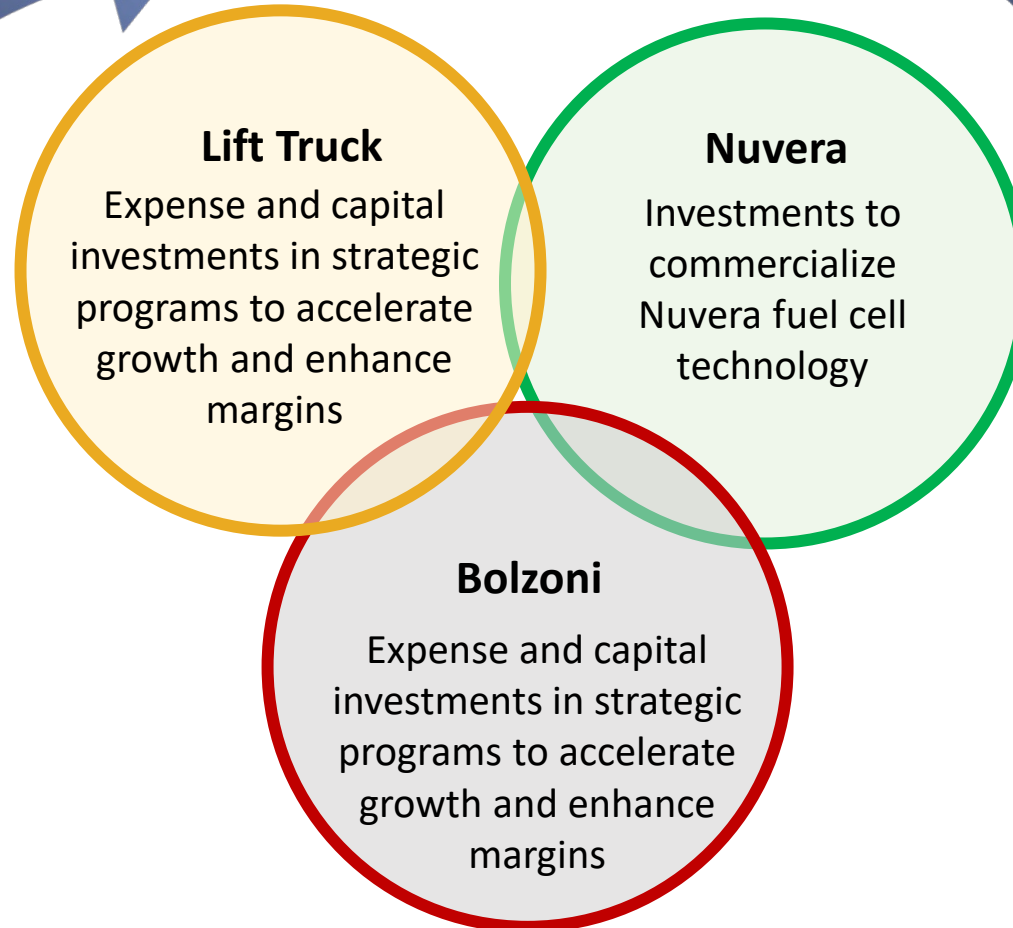 Lift Truck
Expense and capital
investments in strategic
programs to accelerate
growth and enhance
margins
Nuvera
Investments to
commercialize
Nuvera fuel cell
technology
Bolzoni
Expense and capital
investments in strategic
programs to accelerate
growth and enhance
margins